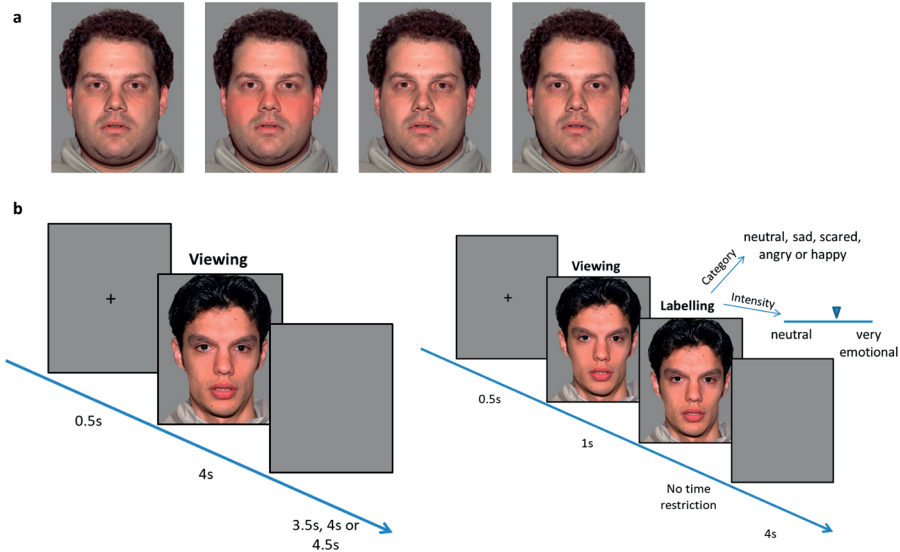 a
b
+
Viewing
0.5s
4s
3.5s, 4s or
4.5s
+
Viewing
Labelling
Category
neutral, sad, scared,
angry or happy
Intensity
neutral
very
emotional
0.5s
1s
No time
restriction
4s